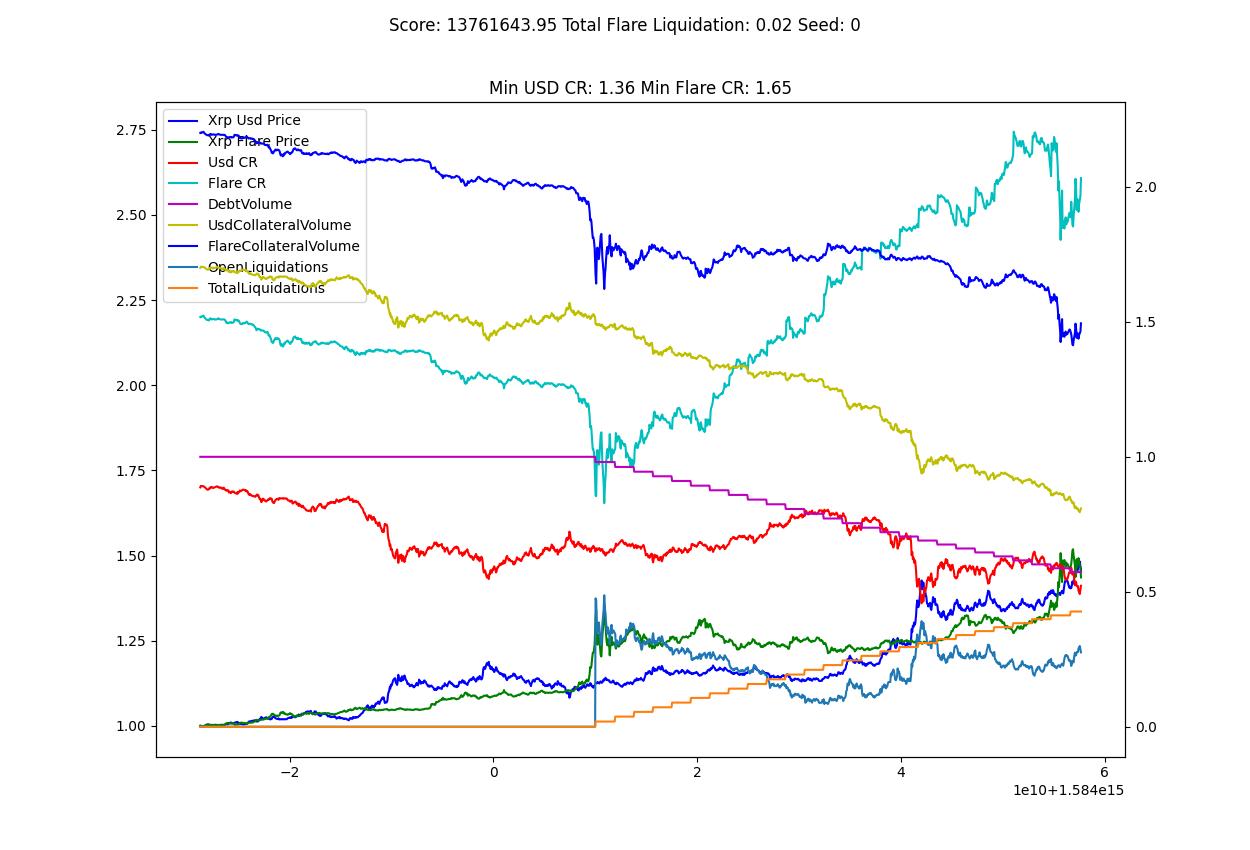 Score: 13761643.95 Total Flare Liquidation: 0.02 Seed: 0
Min USD CR: 1.36 Min Flare CR: 1.65
Xrp Usd Price
Xrp Flare Price
Usd CR
Flare CR
DebtVolume
UsdCollateralVolume
FlareCollateralVolume
OpenLiquidations
TotalLiquidations
2.75
2.50
2.25
2.00
1.75
1.50
1.25
1.00
2.0
1.5
1.0
0.5
0.0
−2
0
2
4
6
1e10+1.584e15